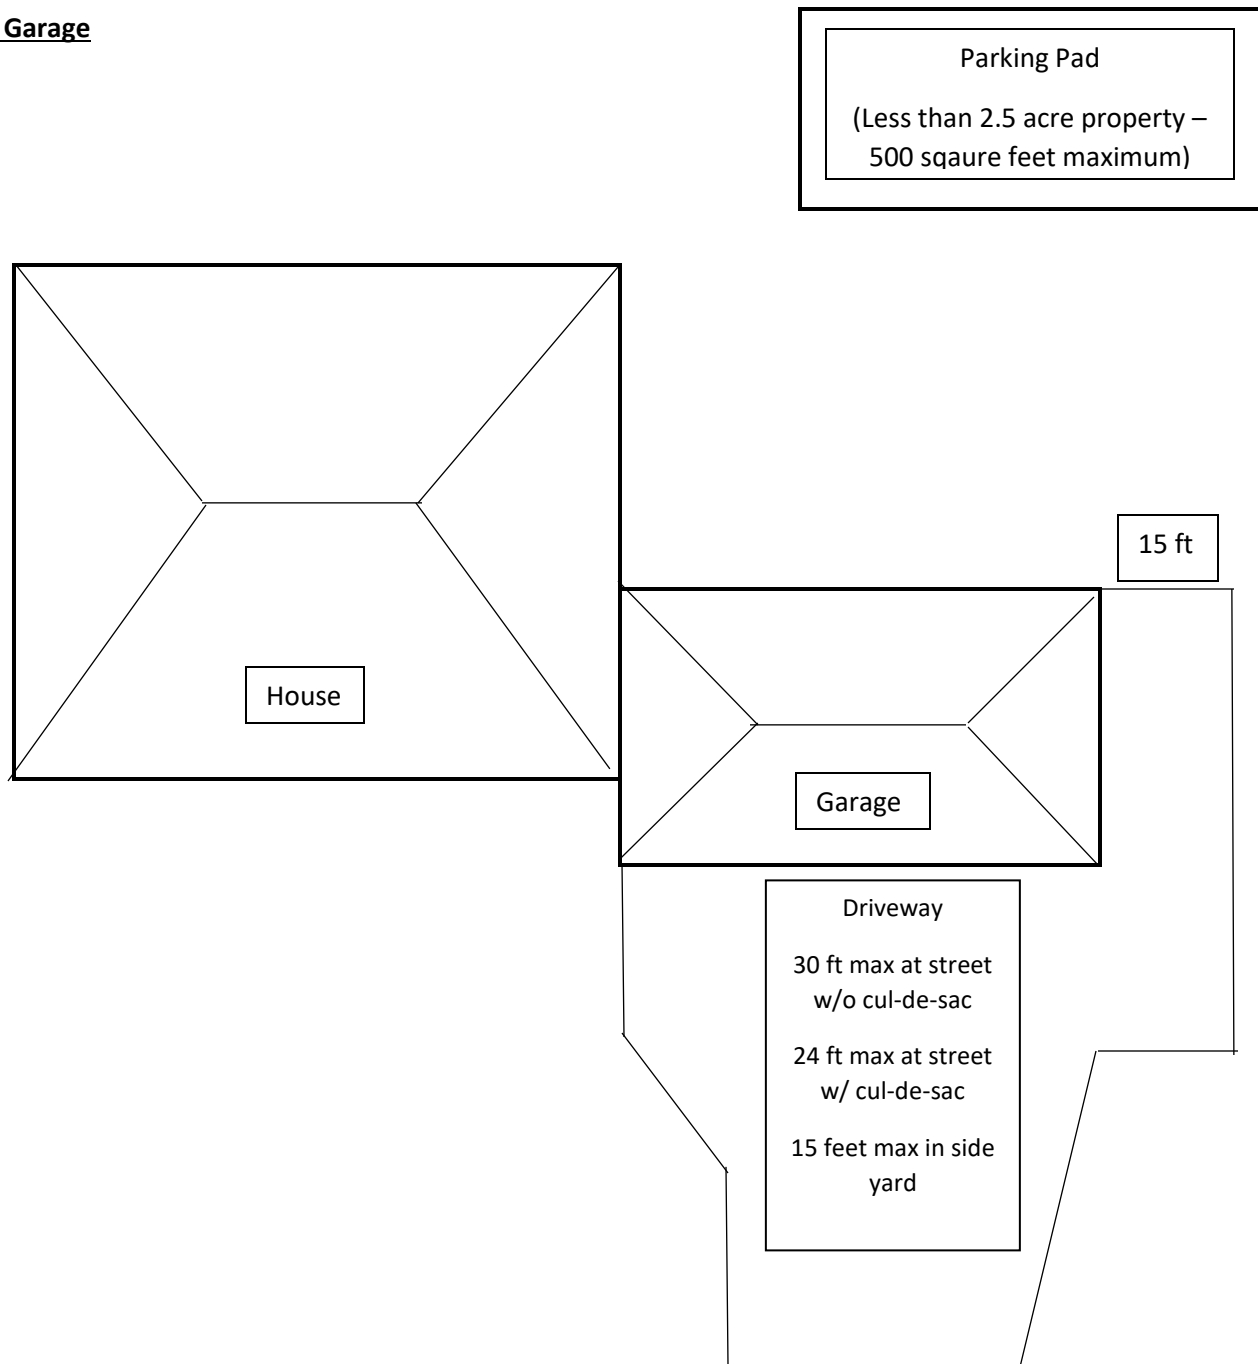 Garage
Parking Pad
(Less than 2.5 acre property –
500 sqaure feet maximum)
15 ft
House
Garage
Driveway
30 ft max at street
w/o cul-de-sac
24 ft max at street
w/ cul-de-sac
15 feet max in side
yard